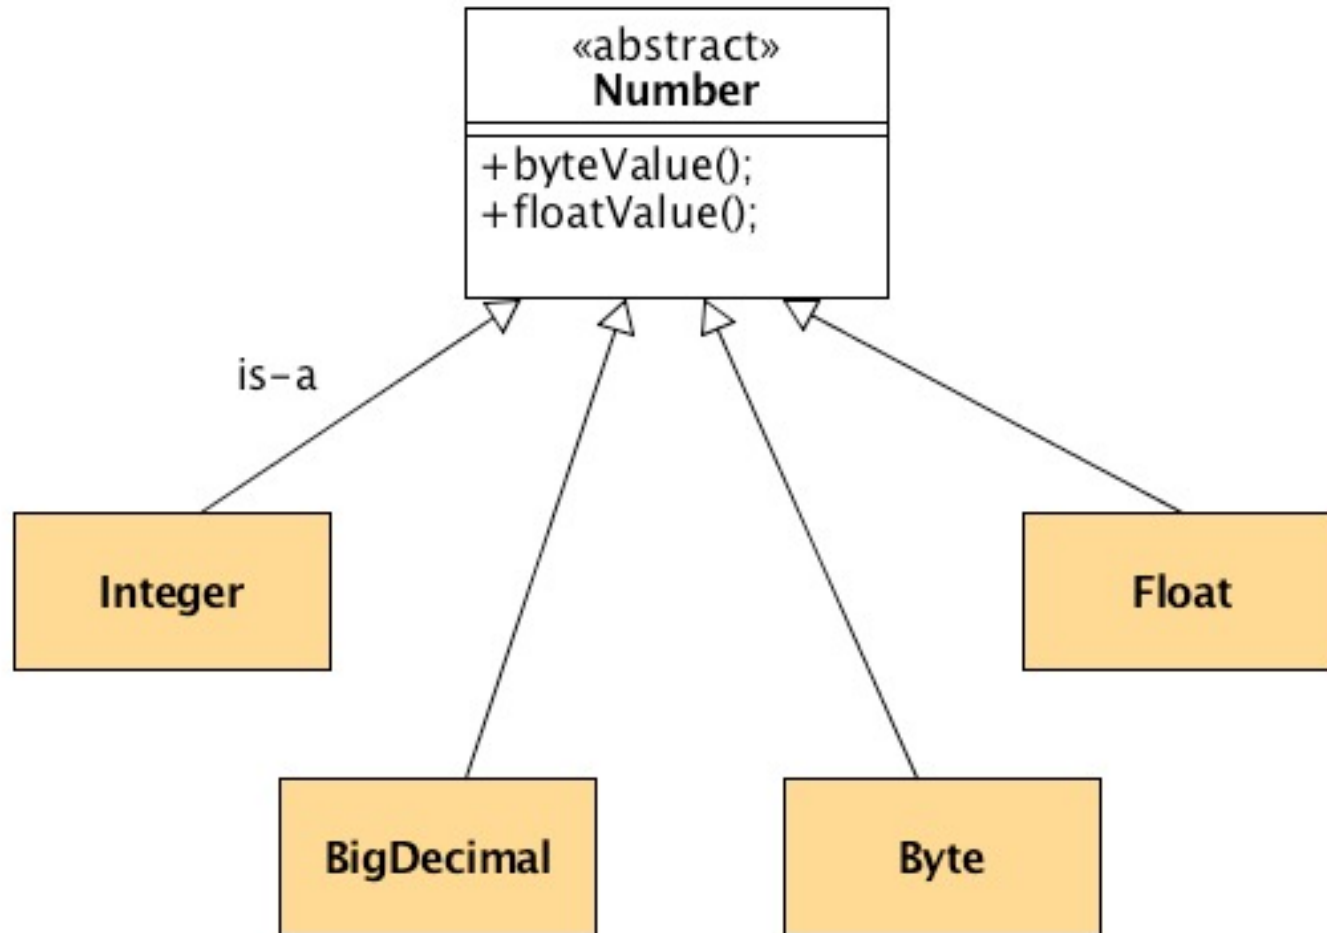 «abstract»
Number
+byteValue();
+floatValue();
is-a
Integer
Float
BigDecimal
Byte